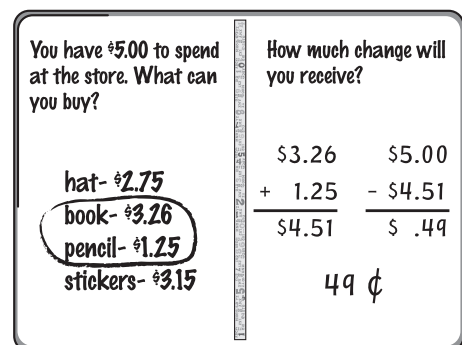 You have $5.00 to spend
at the store. What can
you buy?
hat- $2.75
book- $3.26
pencil- $1.25
stickers- $3.15
How much change will
you receive?
$3.26
+ 1.25
$4.51
$5.00
- $4.51
$ .49
49 ¢